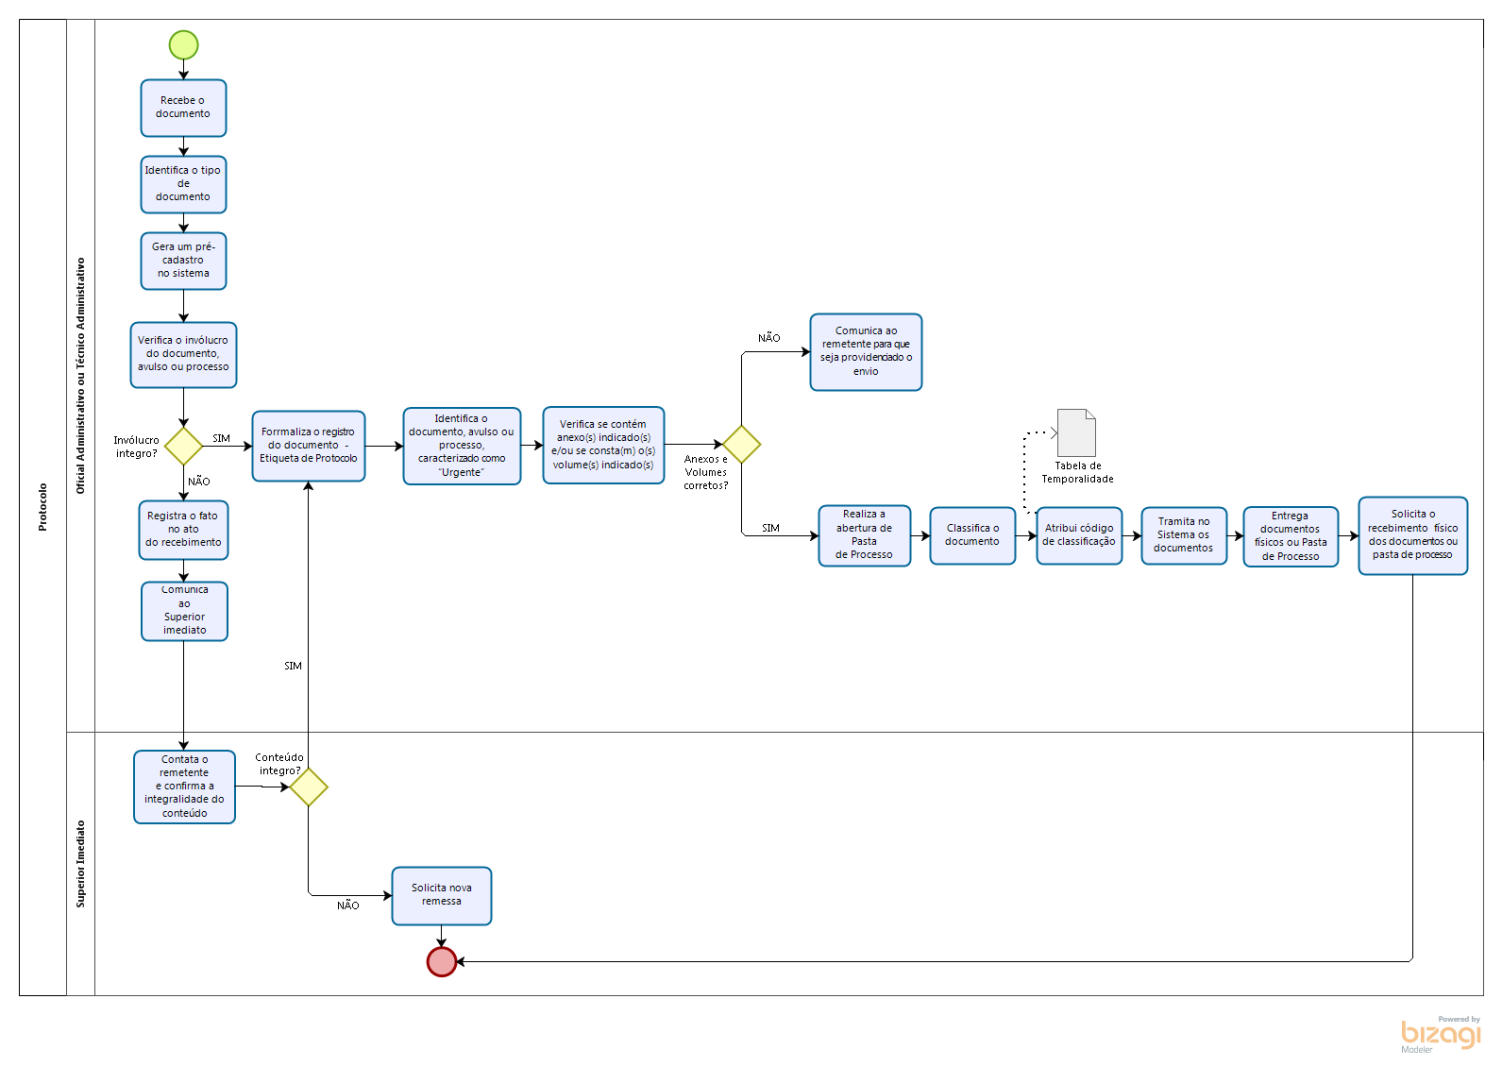 Protocolo
Oficial Administrativo ou Técnico Administrativo
Recebe o
documento
Identifica o tipo
de
documento
Gera um pré-
cadastro
no sistema
Verifica o invólucro
do documento,
avulso ou processo
Invólucro
integro?
SIM
NÃO
Forrmaliza o registro
do documento -
Etiqueta de Protocolo
Identifica o
documento, avulso ou
processo,
caracterizado como
“Urgente”
Verifica se contém
anexo(s) indicado(s)
e/ou se consta(m) o(s)
volume(s) indicado(s)
Anexos e
Volumes
corretos?
NÃO
Comunica ao
remetente para que
seja providenciado o
envio
SIM
Realiza a
abertura de
Pasta
de Processo
Classifica o
documento
Atribui código
de classificação
Tabela de
Temporalidade
Tramita no
Sistema os
documentos
Entrega
documentos
físicos ou Pasta
de Processo
Solicita o
recebimento físico
dos documentos ou
pasta de processo
Registra o fato
no ato
do recebimento
Comunica
ao
Superior
imediato
SIM
Superior Imediato
Contata o
remetente
e confirma a
integralidade do
conteúdo
Conteúdo
integro?
NÃO
Solicita nova
remessa
Powered by
bizagi
Modeler